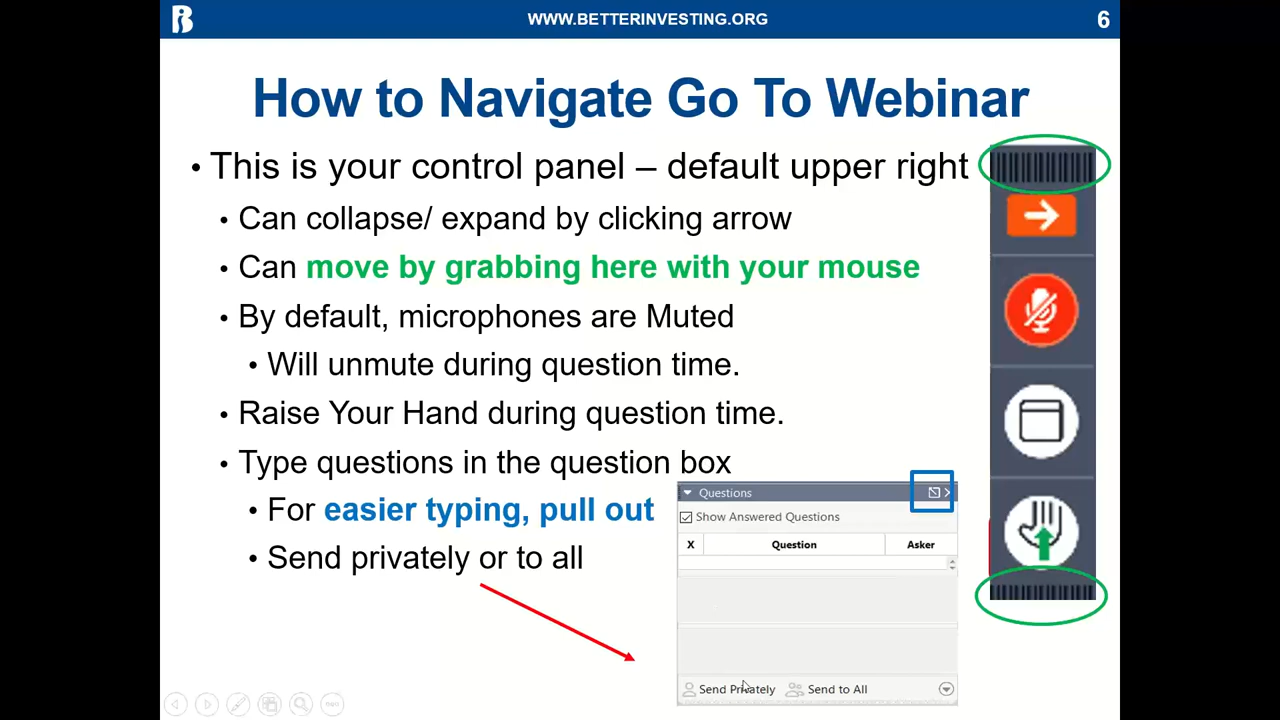 WWW.BETTERINVESTING.ORG
6
How to Navigate Go To Webinar
• This is your control panel – default upper right
• Can collapse/ expand by clicking arrow
• Can move by grabbing here with your mouse
• By default, microphones are Muted
• Will unmute during question time.
• Raise Your Hand during question time.
• Type questions in the question box
• For easier typing, pull out
• Send privately or to all
Questions
Show Answered Questions
X Question Asker
Send Privately Send to All